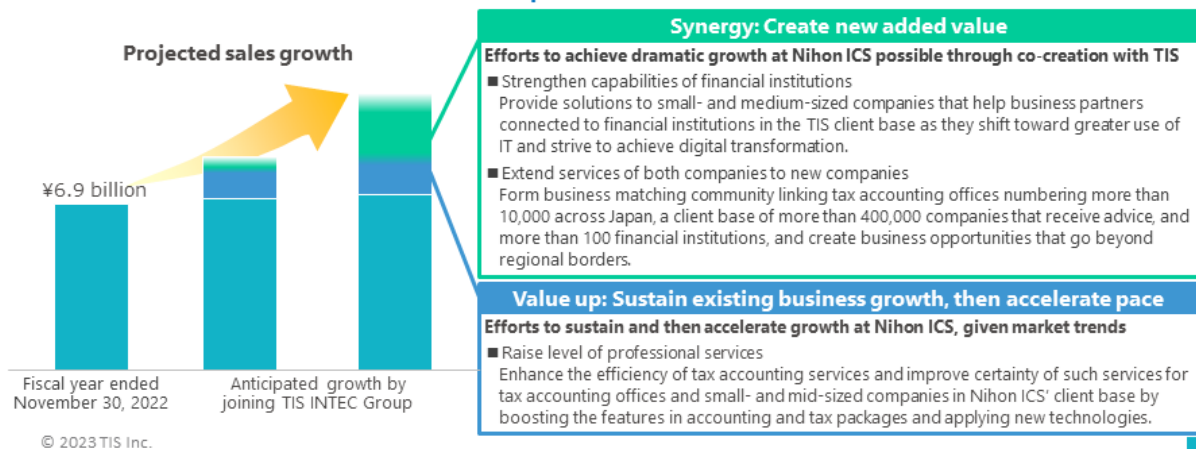 Projected sales growth
¥6.9 billion
Fiscal year ended
November 30, 2022
Anticipated growth by
joining TIS INTEC Group
© 2023 TIS Inc.
Synergy: Create new added value
Efforts to achieve dramatic growth at Nihon ICS possible through co-creation with TIS
■ Strengthen capabilities of financial institutions
Provide solutions to small- and medium-sized companies that help business partners
connected to financial institutions in the TIS client base as they shift toward greater use of
IT and strive to achieve digital transformation.
■ Extend services of both companies to new companies
Form business matching community linking tax accounting offices numbering more than
10,000 across Japan, a client base of more than 400,000 companies that receive advice, and
more than 100 financial institutions, and create business opportunities that go beyond
regional borders.
Value up: Sustain existing business growth, then accelerate pace
Efforts to sustain and then accelerate growth at Nihon ICS, given market trends
■ Raise level of professional services
Enhance the efficiency of tax accounting services and improve certainty of such services for
tax accounting offices and small- and mid-sized companies in Nihon ICS’ client base by
boosting the features in accounting and tax packages and applying new technologies.